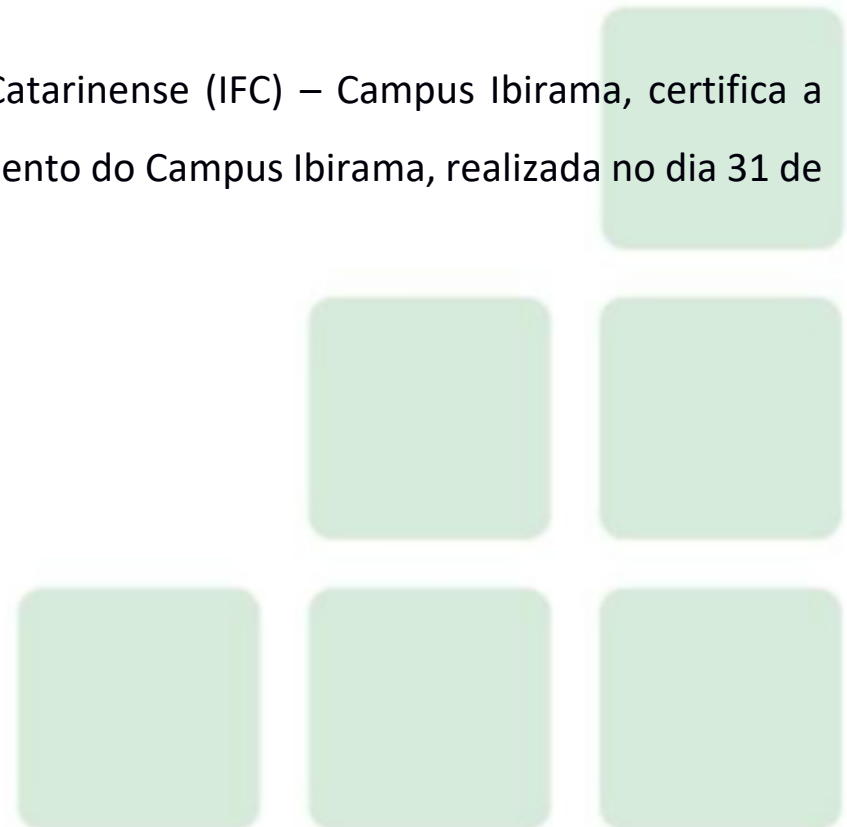 Catarinense (IFC) – Campus Ibirama, certifica a
ento do Campus Ibirama, realizada no dia 31 de